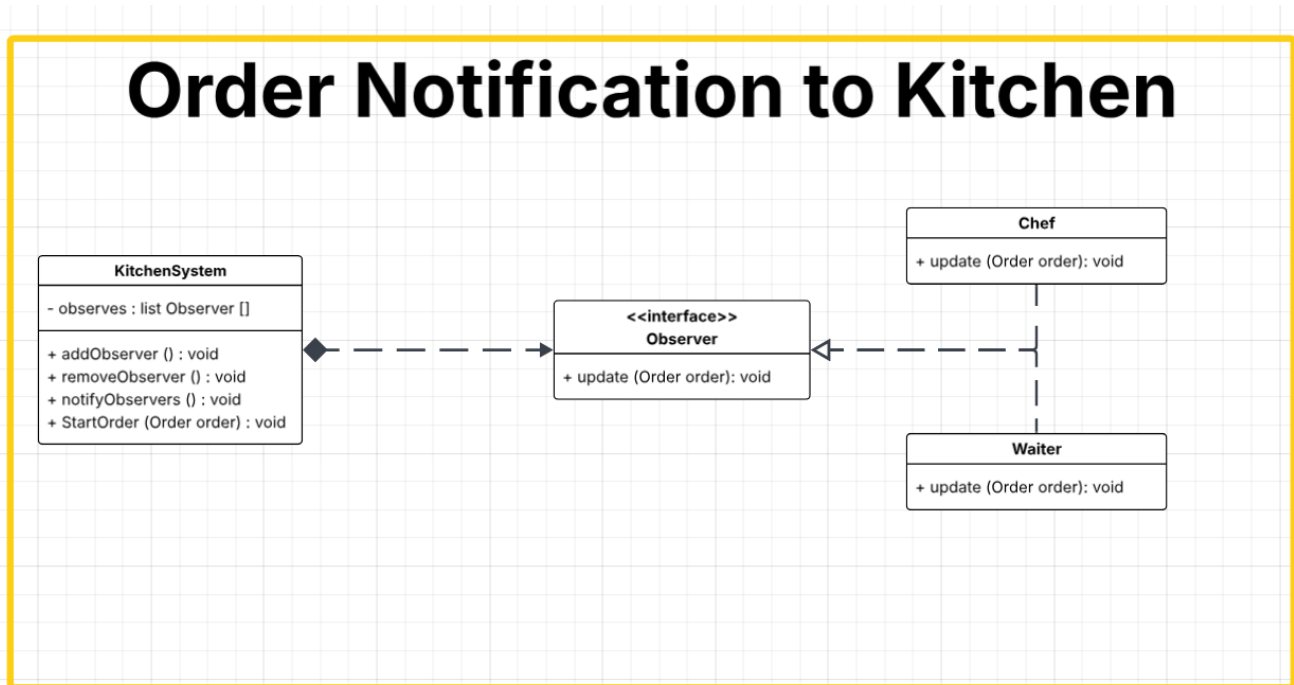 Order Notification to Kitchen
KitchenSystem
- observes : list Observer []
+ addObserver () : void
+ removeObserver () : void
+ notifyObservers () : void
+ StartOrder (Order order) : void
<<interface>>
Observer
+ update (Order order): void
Chef
+ update (Order order): void
Waiter
+ update (Order order): void